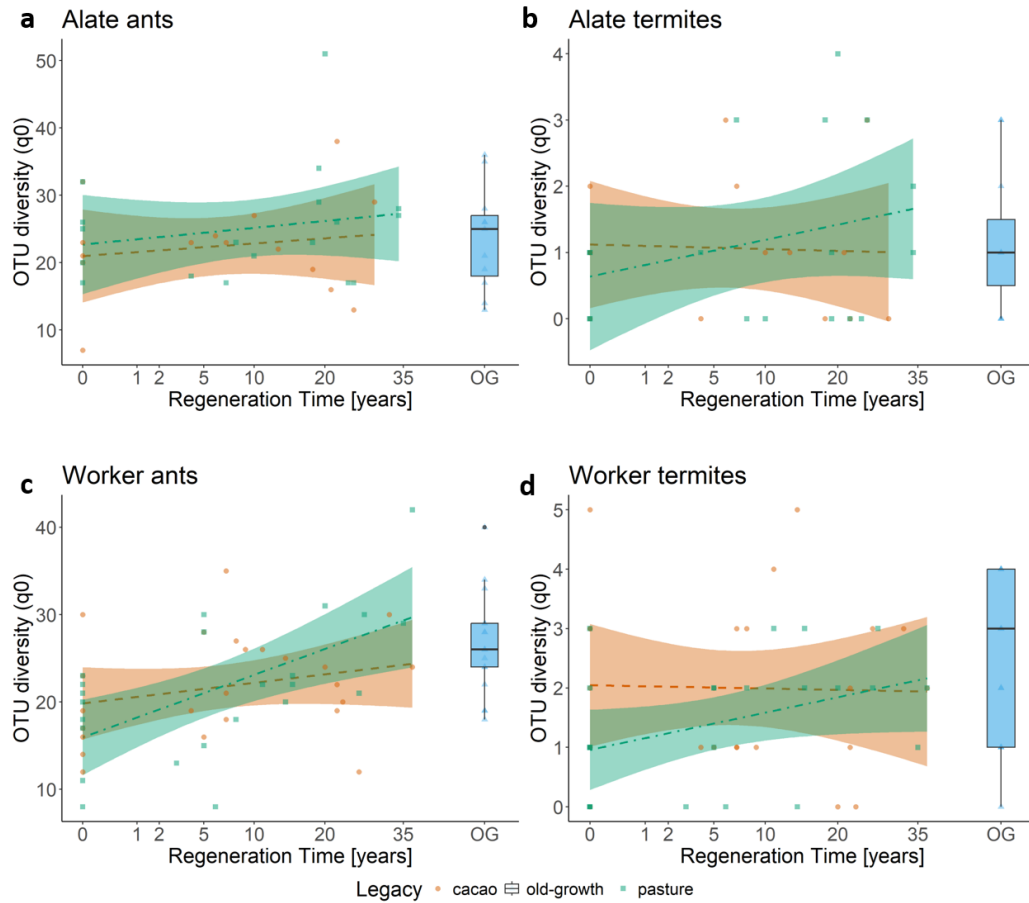 a Alate ants
OTU diversity (q0)
50
40
30
20
10
0 1 2 5 10 20 35 OG
Regeneration Time [years]
b Alate termites
OTU diversity (q0)
4
3
2
1
0
0 1 2 5 10 20 35 OG
Regeneration Time [years]
c Worker ants
OTU diversity (q0)
40
30
20
10
0 1 2 5 10 20 35 OG
Regeneration Time [years]
d Worker termites
OTU diversity (q0)
5
4
3
2
1
0
0 1 2 5 10 20 35 OG
Regeneration Time [years]
Legacy cacao old-growth pasture